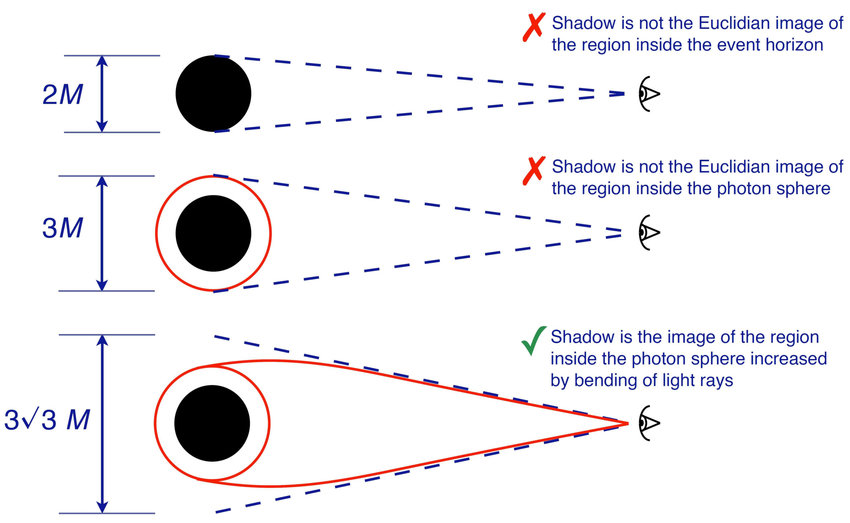 ✗ Shadow is not the Euclidian image of
the region inside the event horizon
2M
✗ Shadow is not the Euclidian image of
the region inside the photon sphere
3M
✓ Shadow is the image of the region
inside the photon sphere increased
by bending of light rays
3√3 M